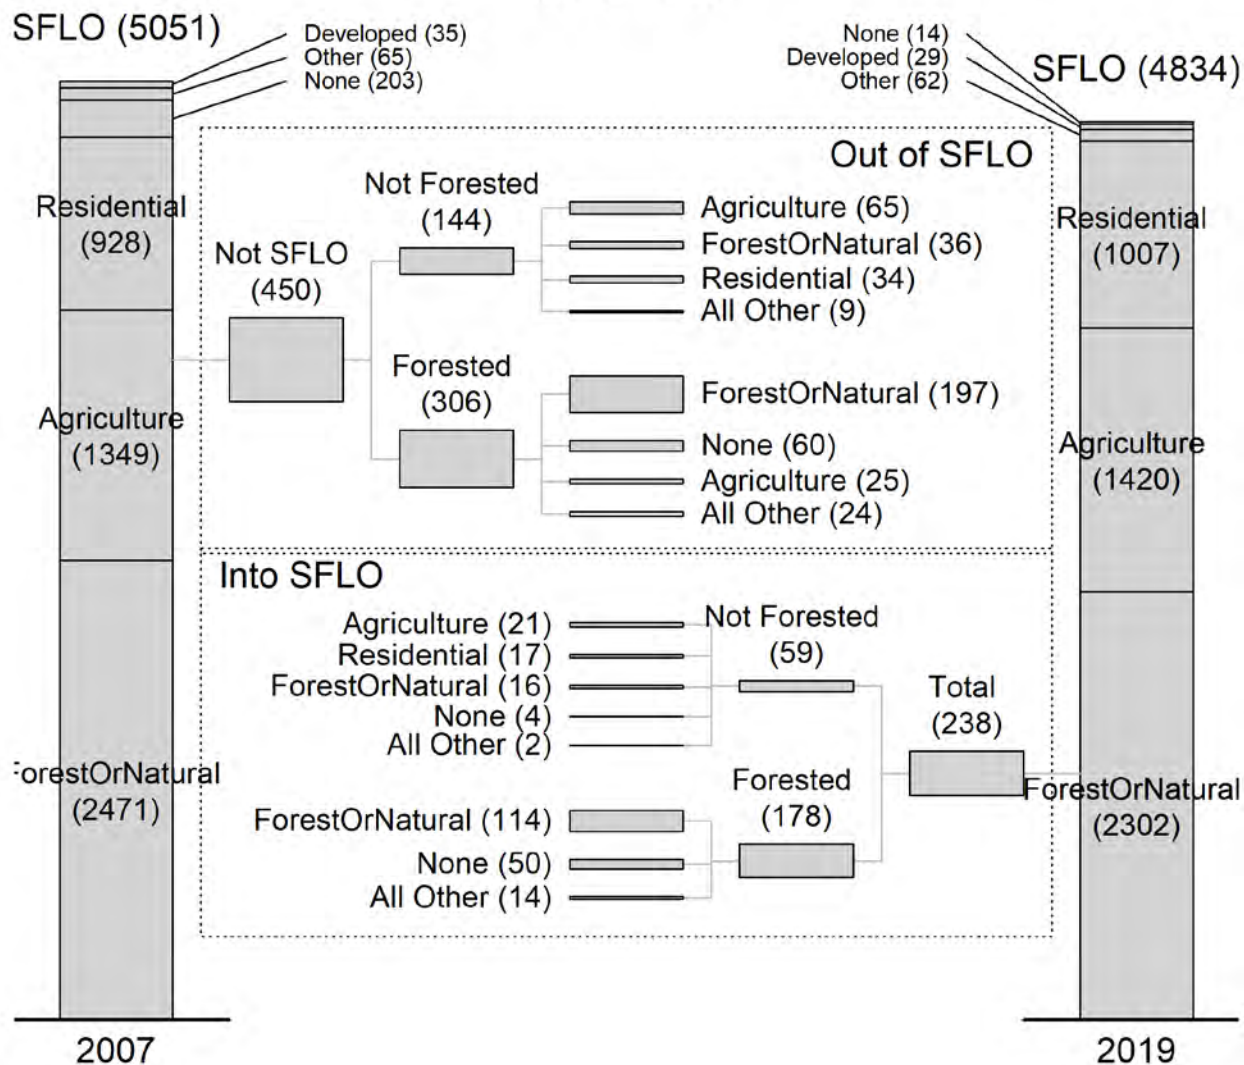 SFLO (5051)
Developed (35)
Other (65)
None (203)
Residential
(928)
Agriculture
(1349)
ForestOrNatural
(2471)
2007
Out of SFLO
Not SFLO
(450)
Not Forested
(144)
Agriculture (65)
ForestOrNatural (36)
Residential (34)
All Other (9)
Forested
(306)
ForestOrNatural (197)
None (60)
Agriculture (25)
All Other (24)
Into SFLO
Agriculture (21)
Residential (17)
ForestOrNatural (16)
None (4)
All Other (2)
Not Forested
(59)
ForestOrNatural (114)
None (50)
All Other (14)
Forested
(178)
Total
(238)
None (14)
Developed (29)
Other (62)
SFLO (4834)
Residential
(1007)
Agriculture
(1420)
ForestOrNatural
(2302)
2019